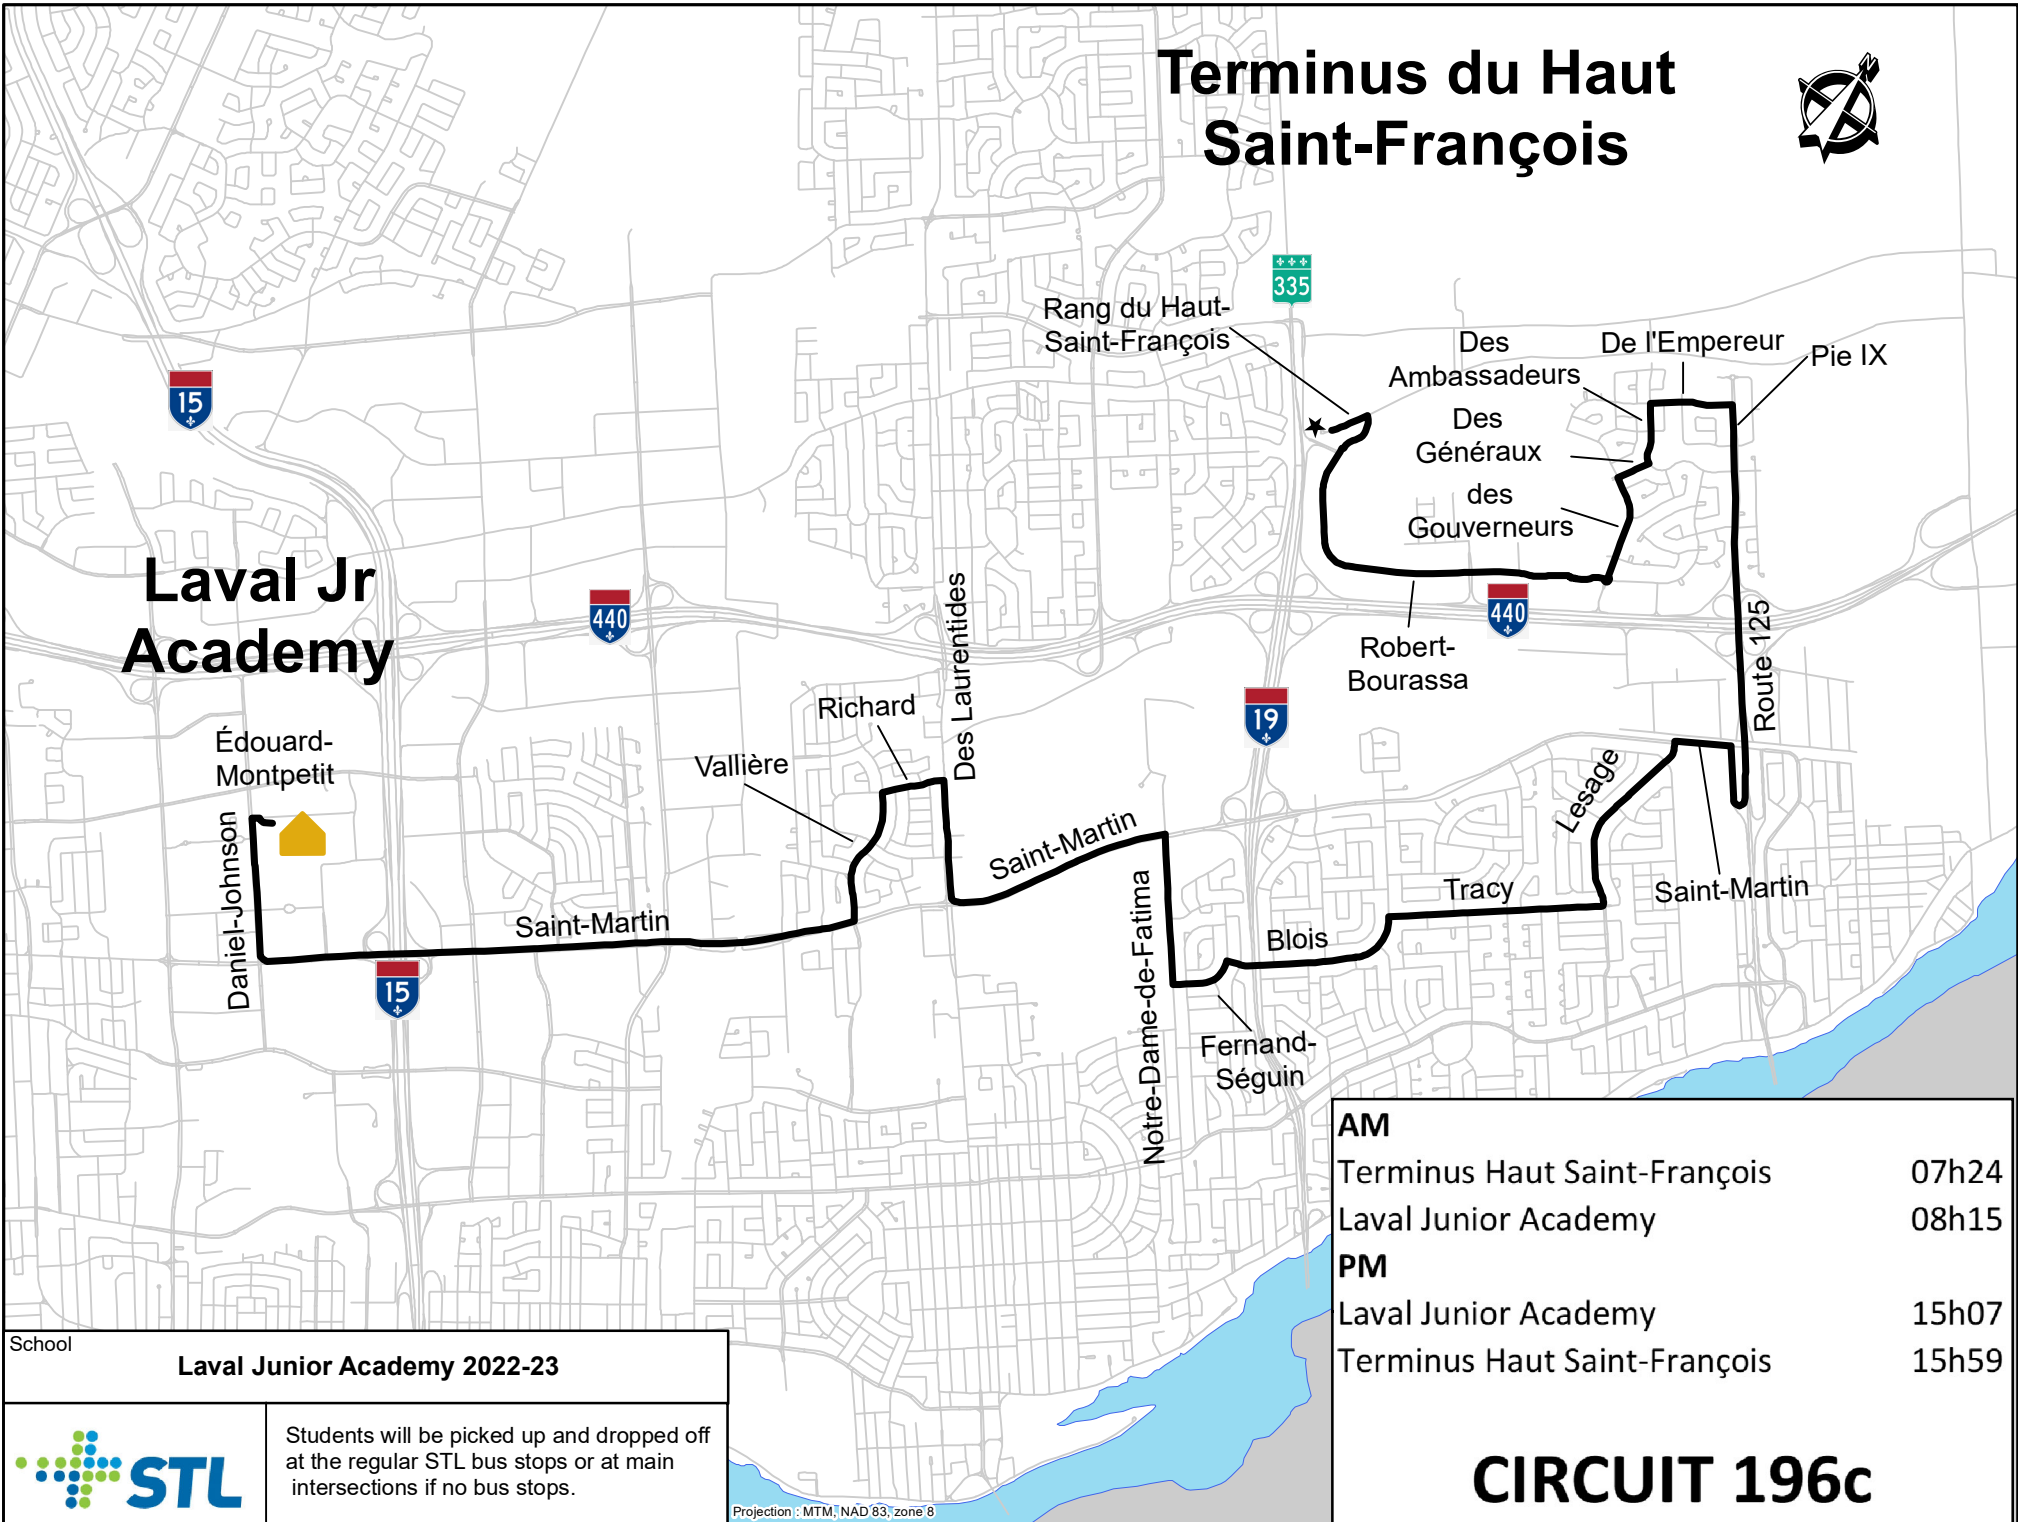 Terminus du Haut
Saint-François
N
335
Rang du Haut-
Saint-François
Des
Ambassadeurs
De l'Empereur
Pie IX
Des
Généraux
des
Gouverneurs
15
Laval Jr
Academy
440
Des Laurentides
440
Robert-
Bourassa
Route 125
Richard
19
Vallière
Édouard-
Montpetit
Lesage
Daniel-Johnson
Saint-Martin
Saint-Martin
Tracy
Saint-Martin
Notre-Dame-de-Fatima
Blois
15
Fernand-
Séguin
AM
Terminus Haut Saint-François 07h24
Laval Junior Academy 08h15
PM
Laval Junior Academy 15h07
Terminus Haut Saint-François 15h59
CIRCUIT 196c
School
Laval Junior Academy 2022-23
STL
Students will be picked up and dropped off
at the regular STL bus stops or at main
intersections if no bus stops.
Projection : MTM, NAD 83, zone 8